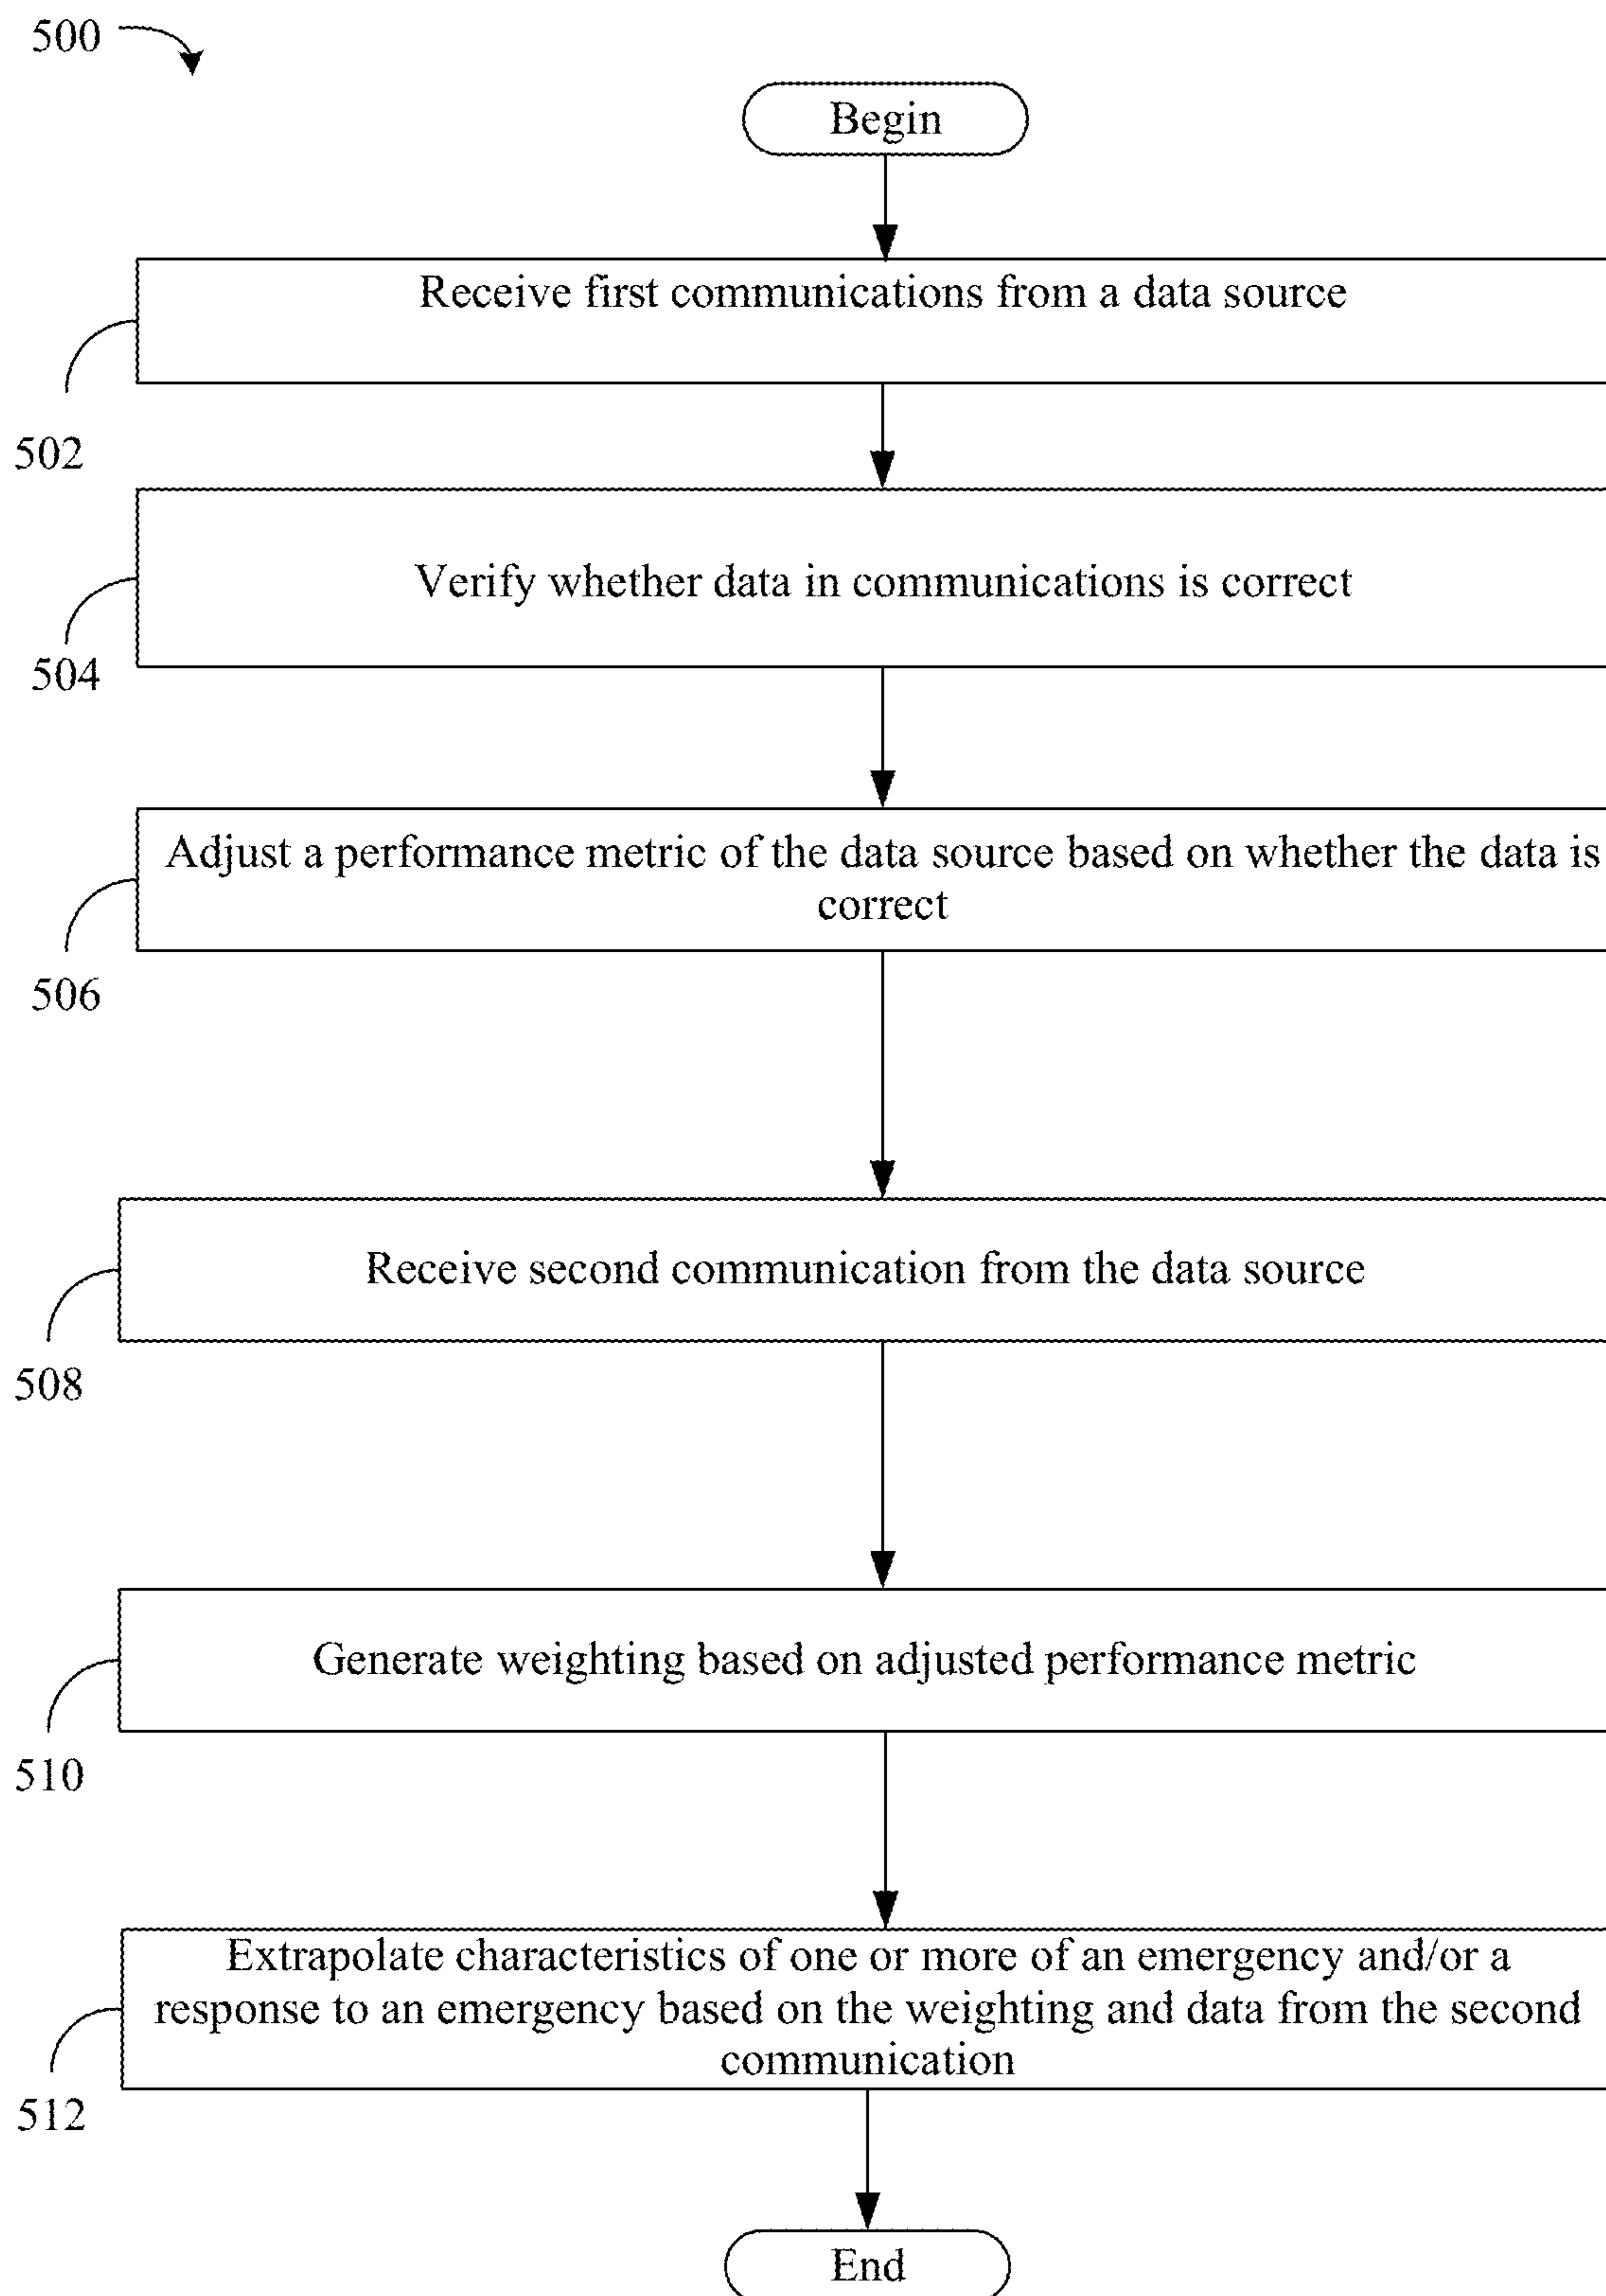 500
Begin
Receive first communications from a data source
502
Verify whether data in communications is correct
504
Adjust a performance metric of the data source based on whether the data is
correct
506
Receive second communication from the data source
508
Generate weighting based on adjusted performance metric
510
Extrapolate characteristics of one or more of an emergency and/or a
response to an emergency based on the weighting and data from the second
communication
512
End